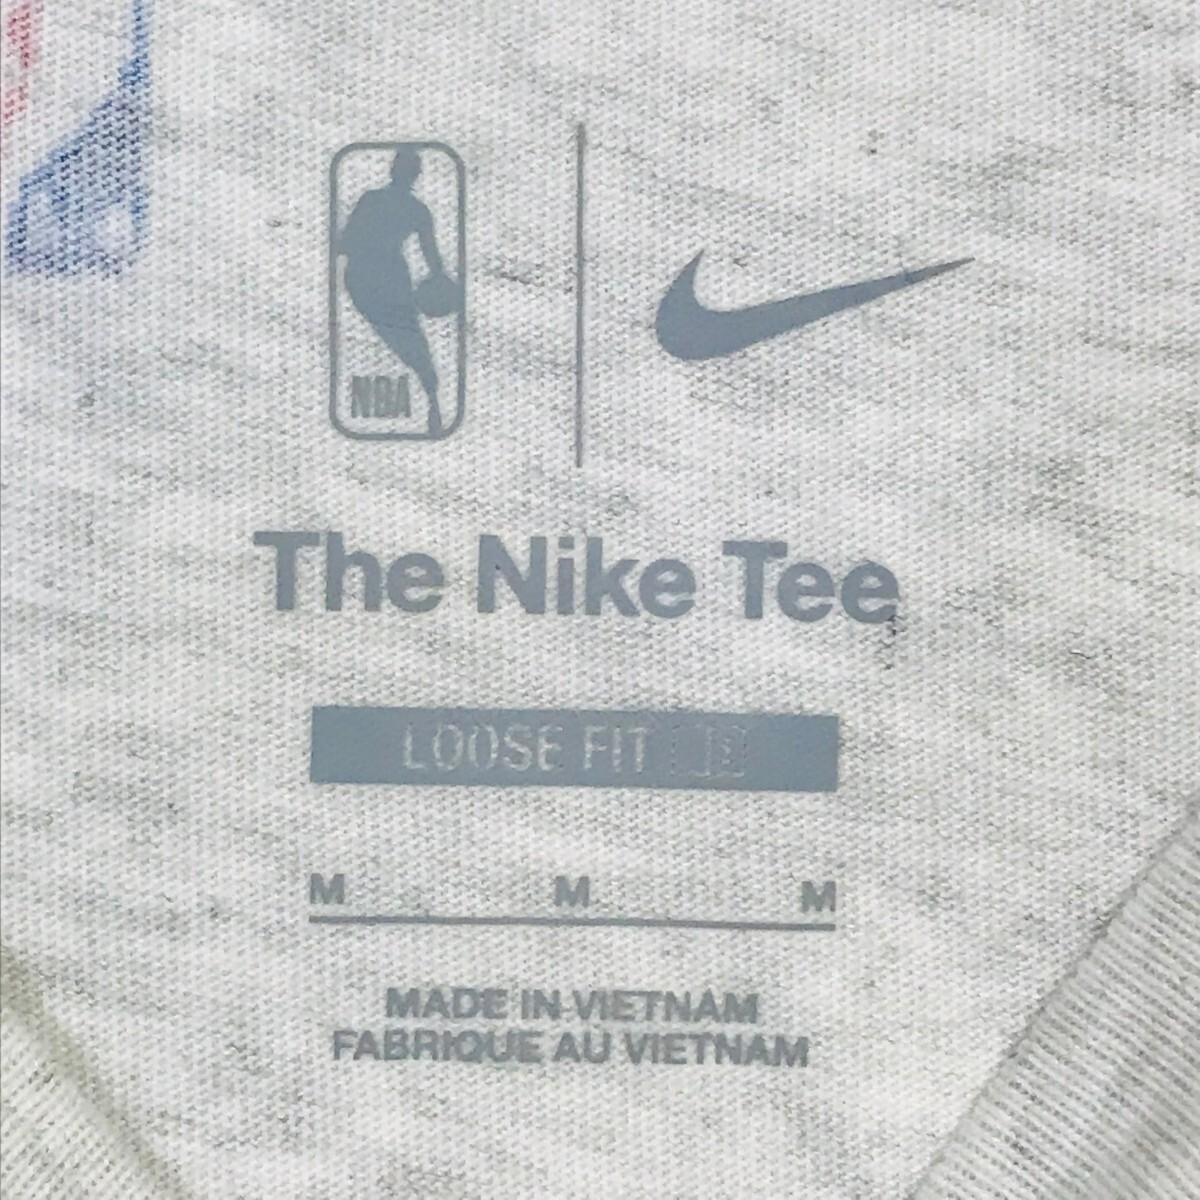 NBA
The Nike Tee
LOOSE FIT
M M M
MADE IN VIETNAM
FABRIQUE AU VIETNAM